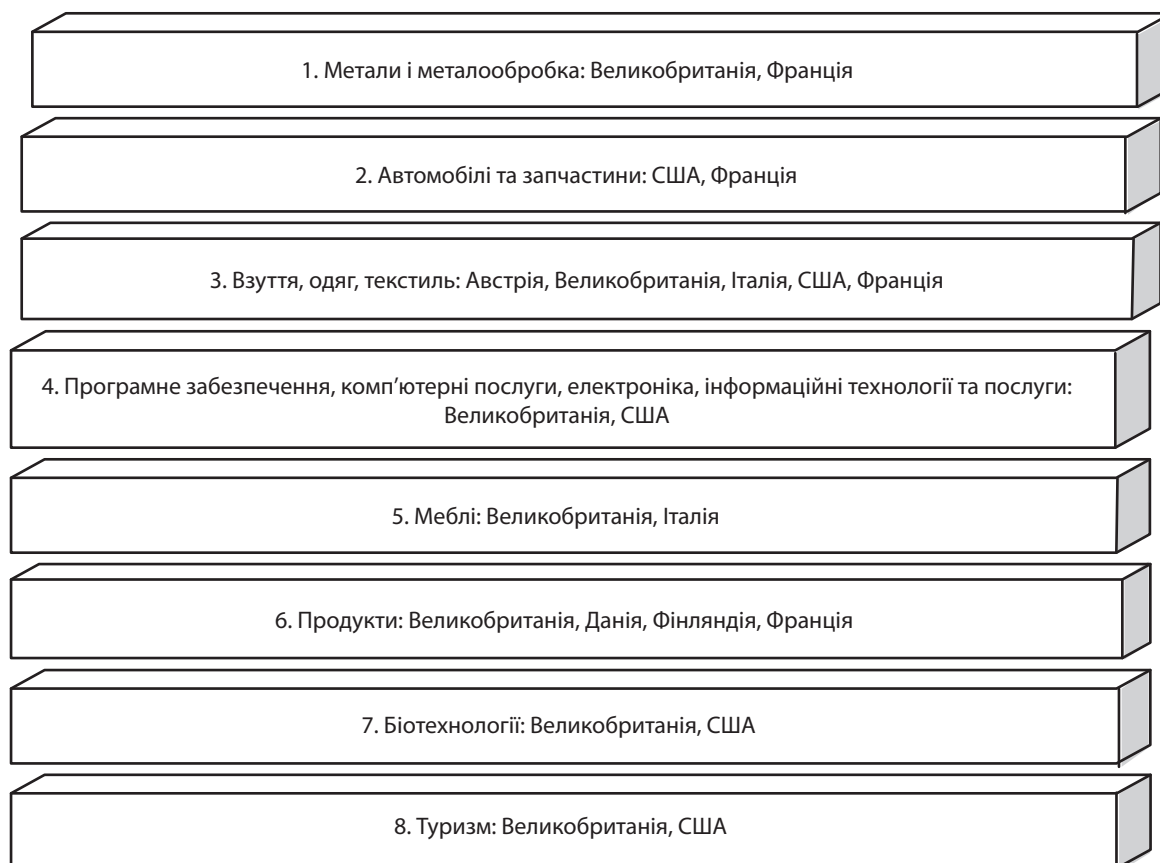 1. Метали і металообробка: Великобританія, Франція
2. Автомобілі та запчастини: США, Франція
3. Взуття, одяг, текстиль: Австрія, Великобританія, Італія, США, Франція
4. Програмне забезпечення, комп’ютерні послуги, електроніка, інформаційні технології та послуги:
Великобританія, США
5. Меблі: Великобританія, Італія
6. Продукти: Великобританія, Данія, Фінляндія, Франція
7. Біотехнології: Великобританія, США
8. Туризм: Великобританія, США